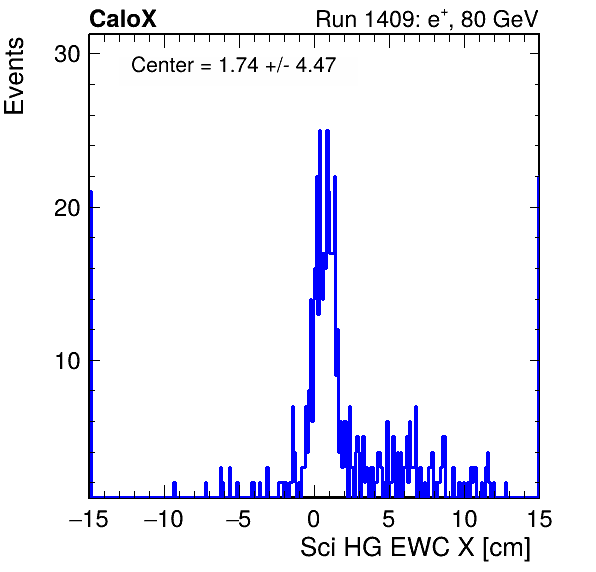 CaloX Run 1409: e⁺, 80 GeV
Events
Center = 1.74 +/- 4.47
30
20
10
−15 −10 −5 0 5 10 15
Sci HG EWC X [cm]